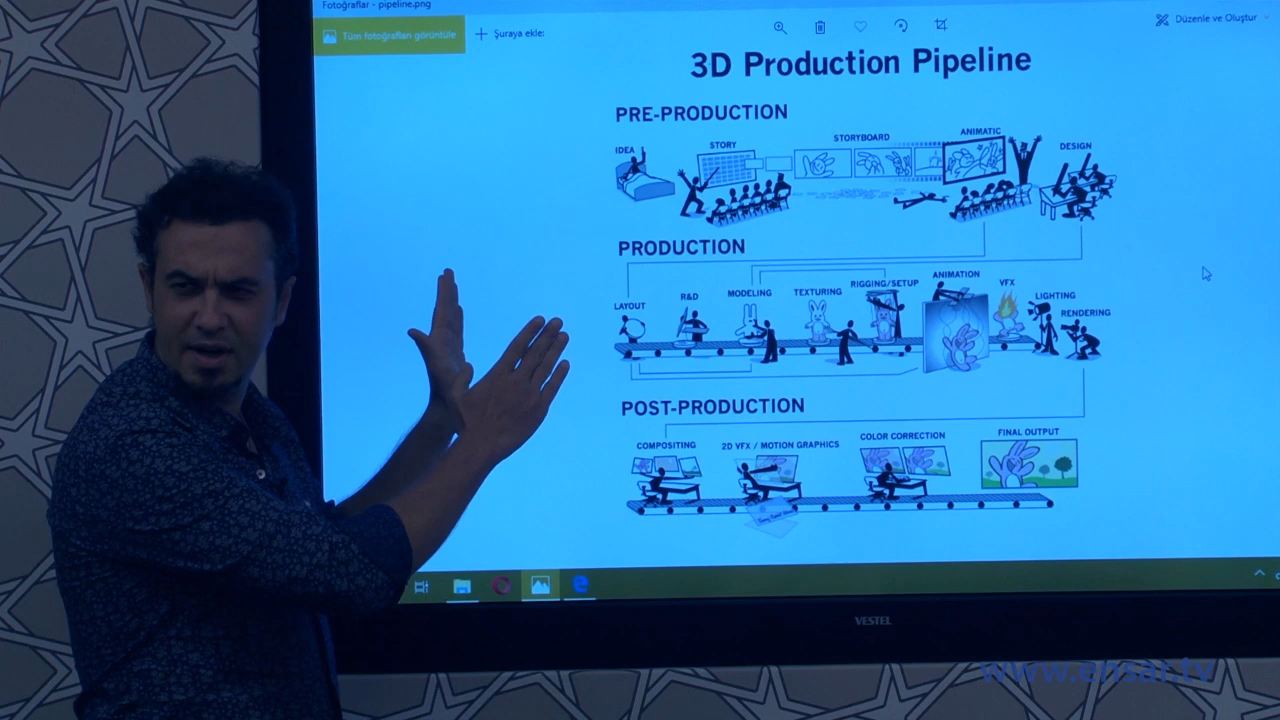 Fotoğraflar - pipeline.png
Tüm fotoğrafları görüntüle
Şuraya ekle:
Düzenle ve Oluştur
3D Production Pipeline
PRE-PRODUCTION
IDEA
STORY
STORYBOARD
ANIMATIC
DESIGN
PRODUCTION
LAYOUT
R&D
MODELING
TEXTURING
RIGGING/SETUP
ANIMATION
VFX
LIGHTING
RENDERING
POST-PRODUCTION
COMPOSITING
2D VFX / MOTION GRAPHICS
COLOR CORRECTION
FINAL OUTPUT
VESTEL
www.ensar.tv